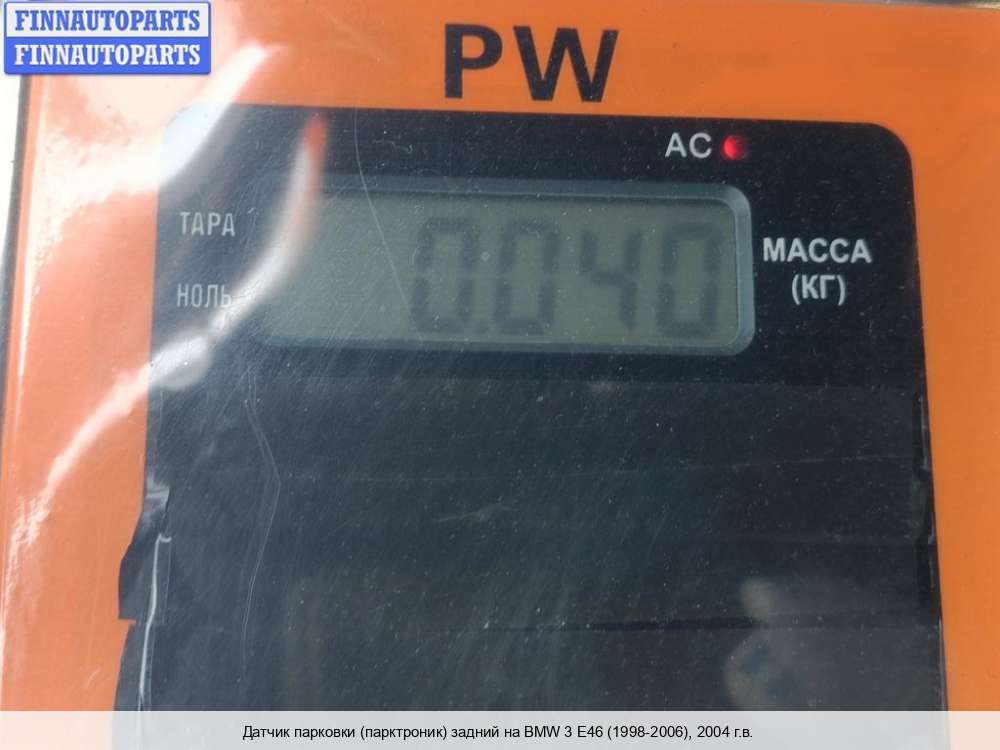 FINNAUTOPARTS
FINNAUTOPARTS
PW
AC
ТАРА
0.040
МАССА
(КГ)
НОЛЬ
Датчик парковки (парктроник) задний на BMW 3 E46 (1998-2006), 2004 г.в.